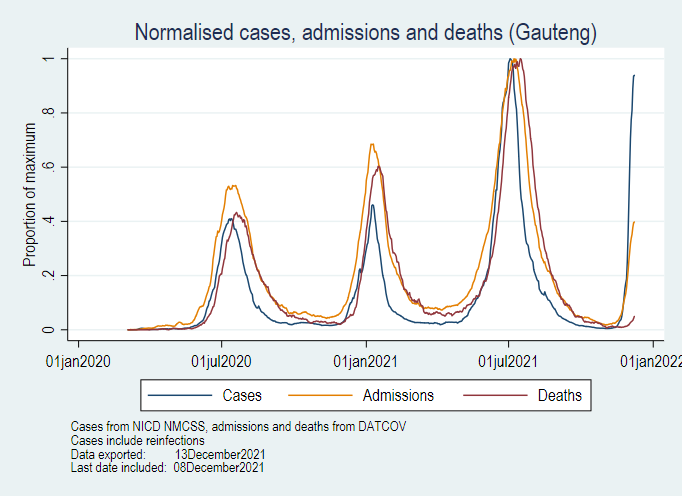 Normalised cases, admissions and deaths (Gauteng)
Proportion of maximum
1
.8
.6
.4
.2
0
01jan2020 01jul2020 01jan2021 01jul2021 01jan2022
Cases Admissions Deaths
Cases from NICD NMCSS, admissions and deaths from DATCOV
Cases include reinfections
Data exported: 13December2021
Last date included: 08December2021